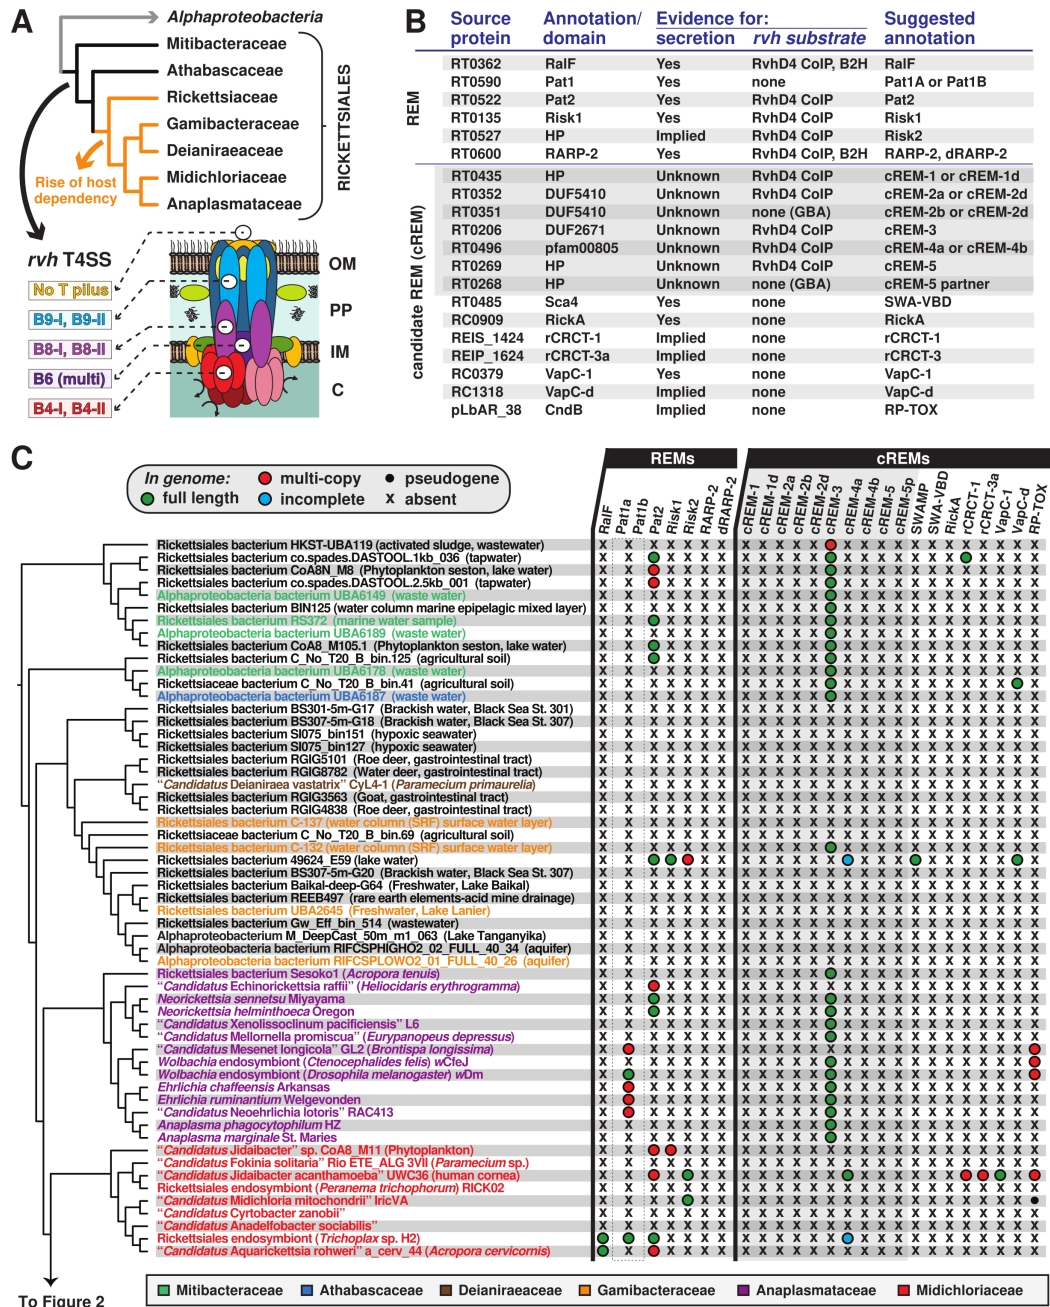 A
Alphaproteobacteria
Mitibacteraceae
Athabascaceae
Rickettsiaceae
Gamibacteraceae
Deianiraeaceae
Midichloriaceae
Anaplasmataceae
RICKETTSIALES
Rise of host
dependency
rvh T4SS
No T pilus
B9-I, B9-II
B8-I, B8-II
B6 (multi)
B4-I, B4-II
OM
PP
IM
C
B
Source protein Annotation/ domain Evidence for: secretion rvh substrate Suggested annotation
REM
RT0362 RalF Yes RvhD4 CoIP, B2H RalF
RT0590 Pat1 Yes none Pat1A or Pat1B
RT0522 Pat2 Yes RvhD4 CoIP Pat2
RT0135 Risk1 Yes RvhD4 CoIP Risk1
RT0527 HP Implied RvhD4 CoIP Risk2
RT0600 RARP-2 Yes RvhD4 CoIP, B2H RARP-2, dRARP-2
candidate REM (cREM)
RT0435 HP Unknown RvhD4 CoIP cREM-1 or cREM-1d
RT0352 DUF5410 Unknown RvhD4 CoIP cREM-2a or cREM-2d
RT0351 DUF5410 Unknown none (GBA) cREM-2b or cREM-2d
RT0206 DUF2671 Unknown RvhD4 CoIP cREM-3
RT0496 pfam00805 Unknown RvhD4 CoIP cREM-4a or cREM-4b
RT0269 HP Unknown RvhD4 CoIP cREM-5
RT0268 HP Unknown none (GBA) cREM-5 partner
RT0485 Sca4 Yes none SWA-VBD
RC0909 RickA Yes none RickA
REIS_1424 rCRCT-1 Implied none rCRCT-1
REIP_1624 rCRCT-3a Implied none rCRCT-3
RC0379 VapC-1 Yes none VapC-1
RC1318 VapC-d Implied none VapC-d
pLbAR_38 CndB Implied none RP-TOX
C
In genome: multi-copy pseudogene
full length incomplete x absent
REMs
cREMs
RalF Pat1a Pat1b Pat2 Risk1 Risk2 RARP-2 dRARP-2 cREM-1 cREM-1d cREM-2a cREM-2b cREM-2d cREM-3 cREM-4a cREM-4b cREM-5 cREM-5p SWAMP SWA-VBD RickA rCRCT-1 rCRCT-3a VapC-1 VapC-d RP-TOX
Rickettsiales bacterium HKST-UBA119 (activated sludge, wastewater)
Rickettsiales bacterium co.spades.DASTOOL.1kb_036 (tapwater)
Rickettsiales bacterium CoA8N_M8 (Phytoplankton seston, lake water)
Rickettsiales bacterium co.spades.DASTOOL.2.5kb_001 (tapwater)
Alphaproteobacteria bacterium UBA6149 (waste water)
Rickettsiales bacterium BIN125 (water column marine epipelagic mixed layer)
Rickettsiales bacterium RS372 (marine water sample)
Alphaproteobacteria bacterium UBA6189 (waste water)
Rickettsiales bacterium CoA8_M105.1 (Phytoplankton seston, lake water)
Rickettsiales bacterium C_No_T20_B_bin.125 (agricultural soil)
Alphaproteobacteria bacterium UBA6178 (waste water)
Rickettsiaceae bacterium C_No_T20_B_bin.41 (agricultural soil)
Alphaproteobacteria bacterium UBA6187 (waste water)
Rickettsiales bacterium BS301-5m-G17 (Brackish water, Black Sea St. 301)
Rickettsiales bacterium BS307-5m-G18 (Brackish water, Black Sea St. 307)
Rickettsiales bacterium SI075_bin151 (hypoxic seawater)
Rickettsiales bacterium SI075_bin127 (hypoxic seawater)
Rickettsiales bacterium RGIG5101 (Roe deer, gastrointestinal tract)
Rickettsiales bacterium RGIG8782 (Water deer, gastrointestinal tract)
"Candidatus Deianiraea vastatrix" CyL4-1 (Paramecium primaurelia)
Rickettsiales bacterium RGIG3563 (Goat, gastrointestinal tract)
Rickettsiales bacterium RGIG4838 (Roe deer, gastrointestinal tract)
Rickettsiales bacterium C-137 (water column (SRF) surface water layer)
Rickettsiaceae bacterium C_No_T20_B_bin.69 (agricultural soil)
Rickettsiales bacterium C-132 (water column (SRF) surface water layer)
Rickettsiales bacterium 49624_E59 (lake water)
Rickettsiales bacterium BS307-5m-G20 (Brackish water, Black Sea St. 307)
Rickettsiales bacterium Baikal-deep-G64 (Freshwater, Lake Baikal)
Rickettsiales bacterium REEB497 (rare earth elements-acid mine drainage)
Rickettsiales bacterium UBA2645 (Freshwater, Lake Lanier)
Rickettsiales bacterium Gw_Eff_bin_514 (wastewater)
Alphaproteobacteria bacterium M_DeepCast_50m_m1_063 (Lake Tanganyika)
Alphaproteobacteria bacterium RIFCSPHIGHO2_02_FULL_40_34 (aquifer)
Alphaproteobacteria bacterium RIFCSPLOWO2_01_FULL_40_26 (aquifer)
Rickettsiales bacterium Sesoko1 (Acropora tenuis)
"Candidatus Echinorickettsia raffii" (Heliocidaris erythrogramma)
Neorickettsia sennetsu Miyayama
Neorickettsia helminthoeca Oregon
"Candidatus Xenolissoclinum pacificiensis" L6
"Candidatus Mellornella promiscua" (Eurypanopeus depressus)
"Candidatus Mesenet longicola" GL2 (Brontispa longissima)
Wolbachia endosymbiont (Ctenocephalides felis) wCfeJ
Wolbachia endosymbiont (Drosophila melanogaster) wDm
Ehrlichia chaffeensis Arkansas
Ehrlichia ruminantium Welgevonden
"Candidatus Neoehrlichia lotoris" RAC413
Anaplasma phagocytophilum HZ
Anaplasma marginale St. Maries
"Candidatus Jidaibacter" sp. CoA8_M11 (Phytoplankton)
"Candidatus Fokinia solitaria" Rio ETE_ALG 3VII (Paramecium sp.)
"Candidatus Jidaibacter acanthamoeba" UWC36 (human cornea)
Rickettsiales endosymbiont (Peranema trichophorum) RICK02
"Candidatus Midichloria mitochondrii" IricVA
"Candidatus Cyrtobacter zanobii"
"Candidatus Anadelfobacter sociabilis"
Rickettsiales endosymbiont (Trichoplax sp. H2)
"Candidatus Aquarickettsia rohweri" a_cerv_44 (Acropora cervicornis)
To Figure 2
Mitibacteraceae Athabascaceae Deianiraeaceae Gamibacteraceae Anaplasmataceae Midichloriaceae